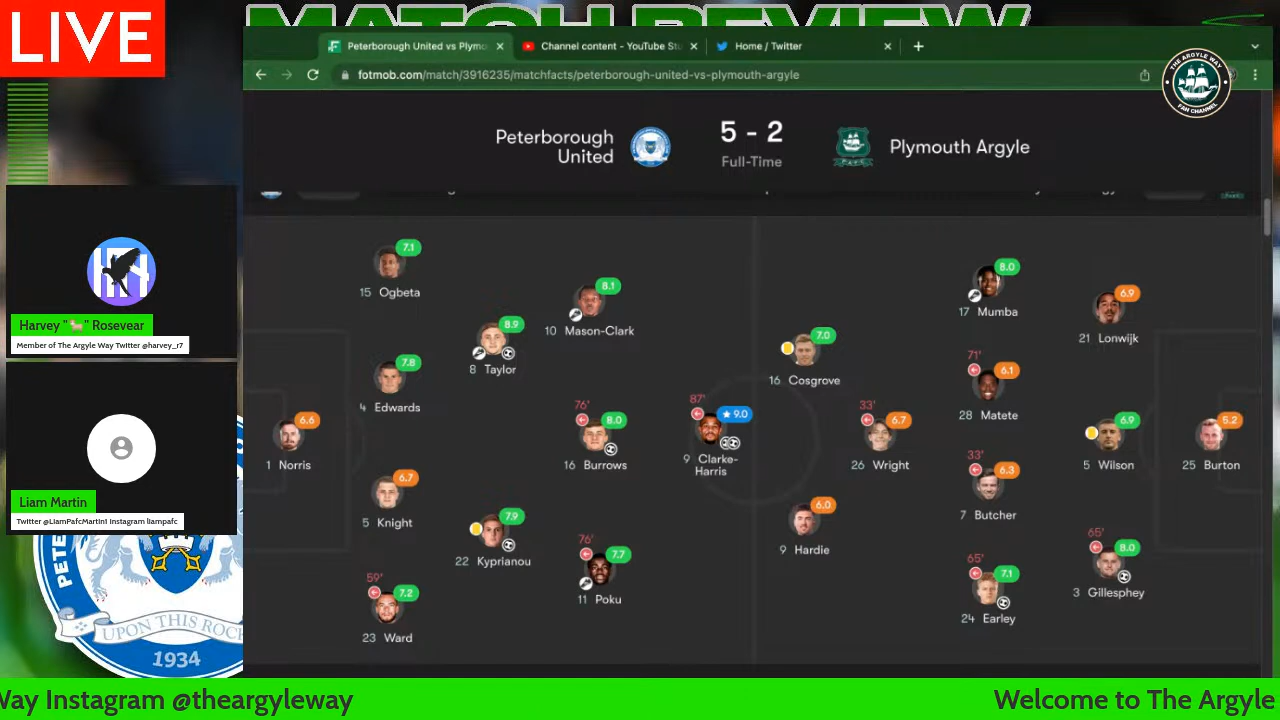 MATCH REVIEW
LIVE
Peterborough United vs Plymo
Channel content - YouTube Stu
Home / Twitter
fotmob.com/match/3916235/matchfacts/peterborough-united-vs-plymouth-argyle
THE ARGYLE WAY
FAN CHANNEL
Peterborough
United
5 - 2
Full-Time
Plymouth Argyle
7.1
15 Ogbeta
8.1
10 Mason-Clark
8.9
8 Taylor
7.8
4 Edwards
6.6
1 Norris
76'
8.0
16 Burrows
87'
9.0
9 Clarke-
Harris
6.7
5 Knight
7.9
22 Kyprianou
76'
7.7
11 Poku
59'
7.2
23 Ward
8.0
17 Mumba
6.9
21 Lonwijk
7.0
16 Cosgrove
71'
6.1
28 Matete
33'
6.7
26 Wright
6.9
5 Wilson
5.2
25 Burton
33'
6.3
7 Butcher
6.0
9 Hardie
65'
7.1
24 Earley
65'
8.0
3 Gillesphey
Harvey "🐎" Rosevear
Member of The Argyle Way Twitter @harvey_r7
Liam Martin
Twitter @LiamPafcMartin1 Instagram liampafc
PETE
UPON THIS ROCK
1934
Way Instagram @theargyleway
Welcome to The Argyle